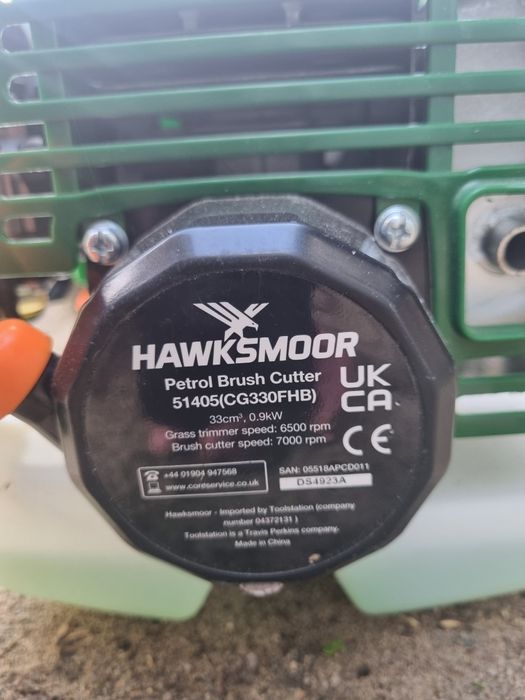 HAWKSMOOR
Petrol Brush Cutter
51405(CG330FHB)
33cm³, 0.9kW
Grass trimmer speed: 6500 rpm
Brush cutter speed: 7000 rpm
UK
CA
CE
+44 01904 947568
www.cordservice.co.uk
SAN: 05518APCD011
DS4923A
Hawksmoor - Imported by Toolstation (company
number 04372131 )
Toolstation is a Travis Perkins company.
Made in China